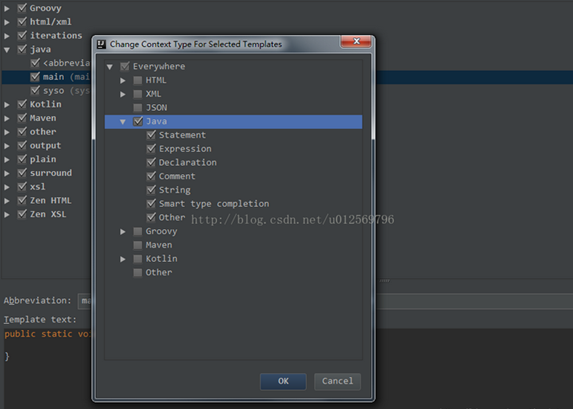 Groovy
html/xml
iterations
java
<abbrevia
main (mai
syso (sys
Kotlin
Maven
other
output
plain
surround
xsl
Zen HTML
Zen XSL
Abbreviation: ma
Template text:
public static voi
}
Change Context Type For Selected Templates
Everywhere
HTML
XML
JSON
Java
Statement
Expression
Declaration
Comment
String
Smart type completion
Other
http://blog.csdn.net/u012569796
Groovy
Maven
Kotlin
Other
OK
Cancel